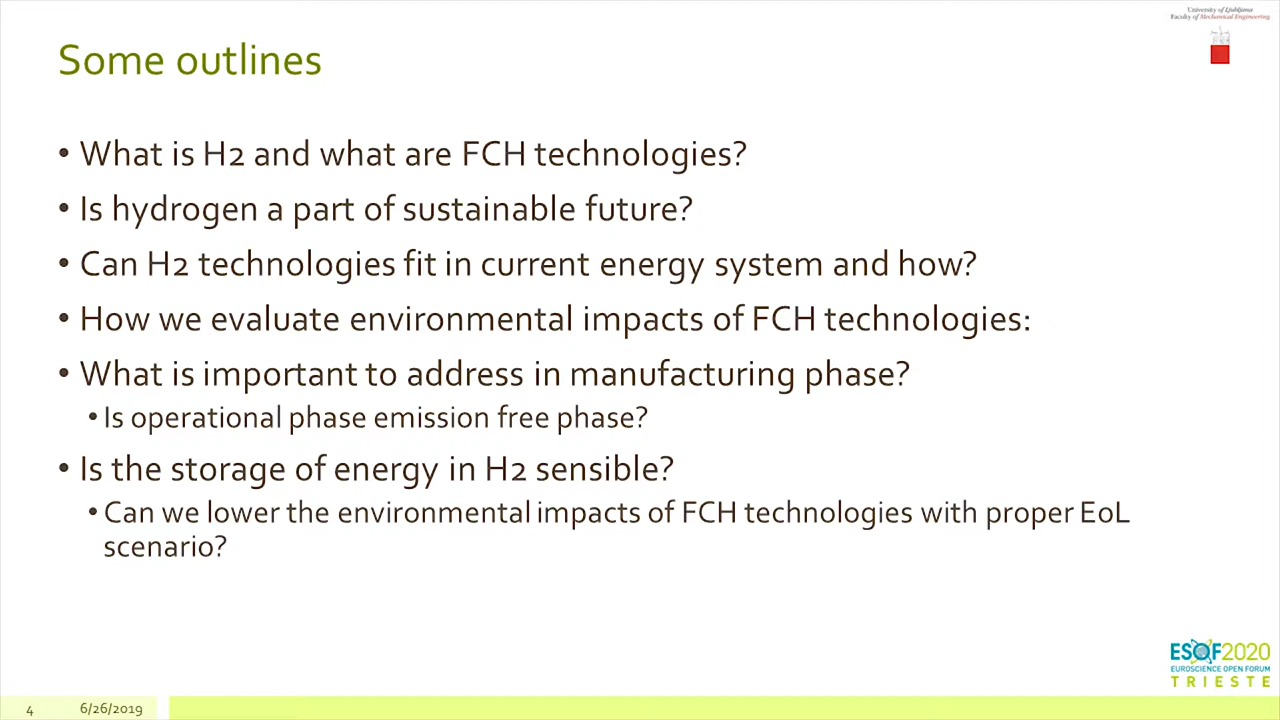 University of Ljubljana
Faculty of Mechanical Engineering
Some outlines
• What is H2 and what are FCH technologies?
• Is hydrogen a part of sustainable future?
• Can H2 technologies fit in current energy system and how?
• How we evaluate environmental impacts of FCH technologies:
• What is important to address in manufacturing phase?
• Is operational phase emission free phase?
• Is the storage of energy in H2 sensible?
• Can we lower the environmental impacts of FCH technologies with proper EoL
scenario?
ESOF2020
EUROSCIENCE OPEN FORUM
TRIESTE
4 6/26/2019